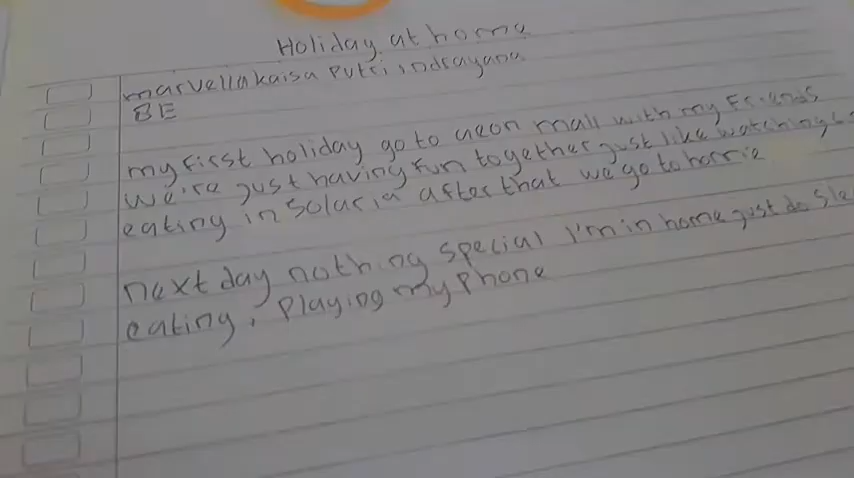 Holiday at home
marvella kaisa Putri indrayana
BE
my First holiday go to aeon mall with my Friends
We're just having fun together just like watching
eating in solaria after that we go to home
next day nothing special I'm in home just do
eating, Playing my Phone